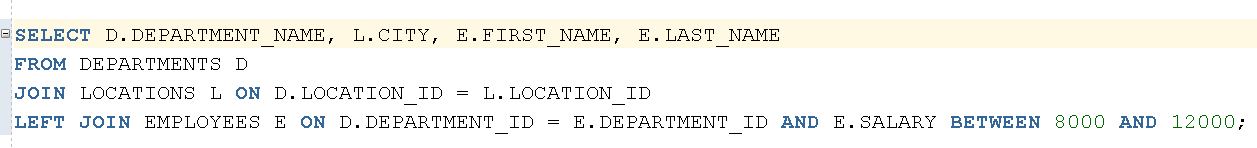 SELECT D.DEPARTMENT_NAME, L.CITY, E.FIRST_NAME, E.LAST_NAME
FROM DEPARTMENTS D
JOIN LOCATIONS L ON D.LOCATION_ID = L.LOCATION_ID
LEFT JOIN EMPLOYEES E ON D.DEPARTMENT_ID = E.DEPARTMENT_ID AND E.SALARY BETWEEN 8000 AND 12000;